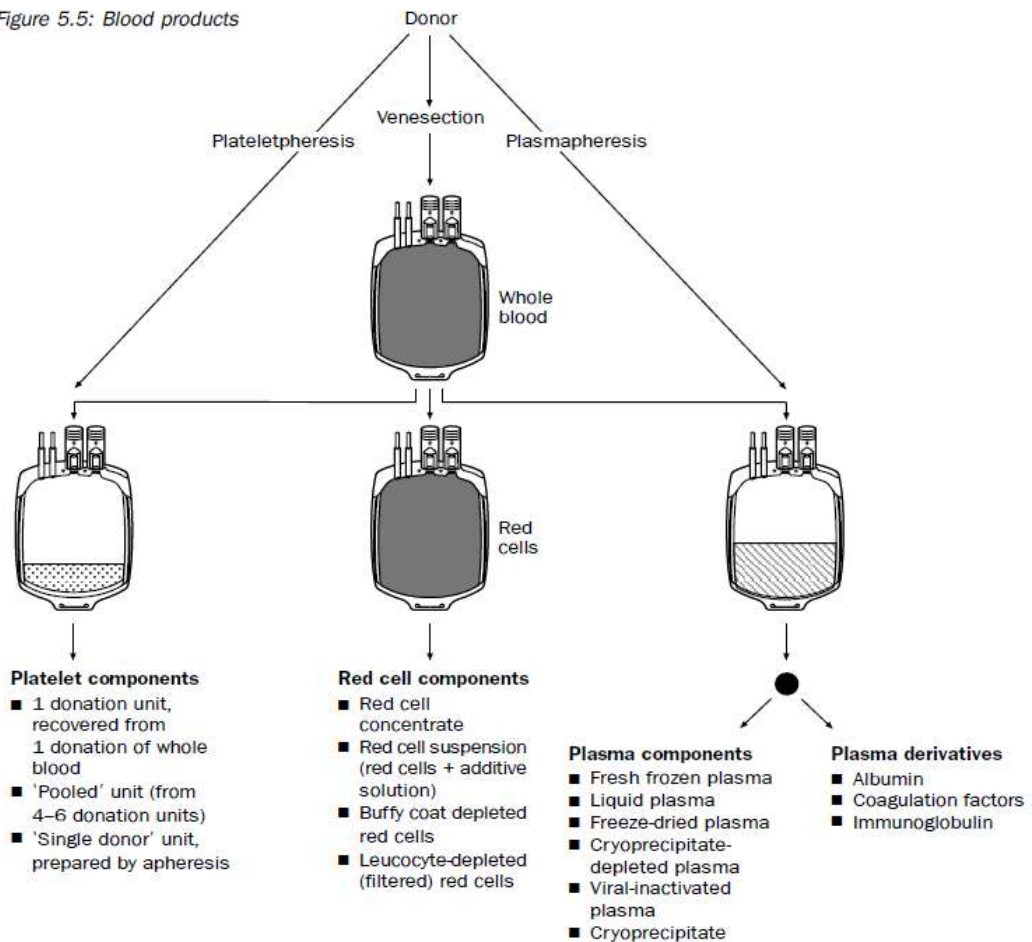 Figure 5.5: Blood products
Donor
Venesection
Plateletpheresis
Plasmapheresis
Whole
blood
Red
cells
Platelet components
■ 1 donation unit,
recovered from
1 donation of whole
blood
■ 'Pooled' unit (from
4–6 donation units)
■ 'Single donor' unit,
prepared by apheresis
Red cell components
■ Red cell
concentrate
■ Red cell suspension
(red cells + additive
solution)
■ Buffy coat depleted
red cells
■ Leucocyte-depleted
(filtered) red cells
Plasma components
■ Fresh frozen plasma
■ Liquid plasma
■ Freeze-dried plasma
■ Cryoprecipitate-
depleted plasma
■ Viral-inactivated
plasma
■ Cryoprecipitate
Plasma derivatives
■ Albumin
■ Coagulation factors
■ Immunoglobulin